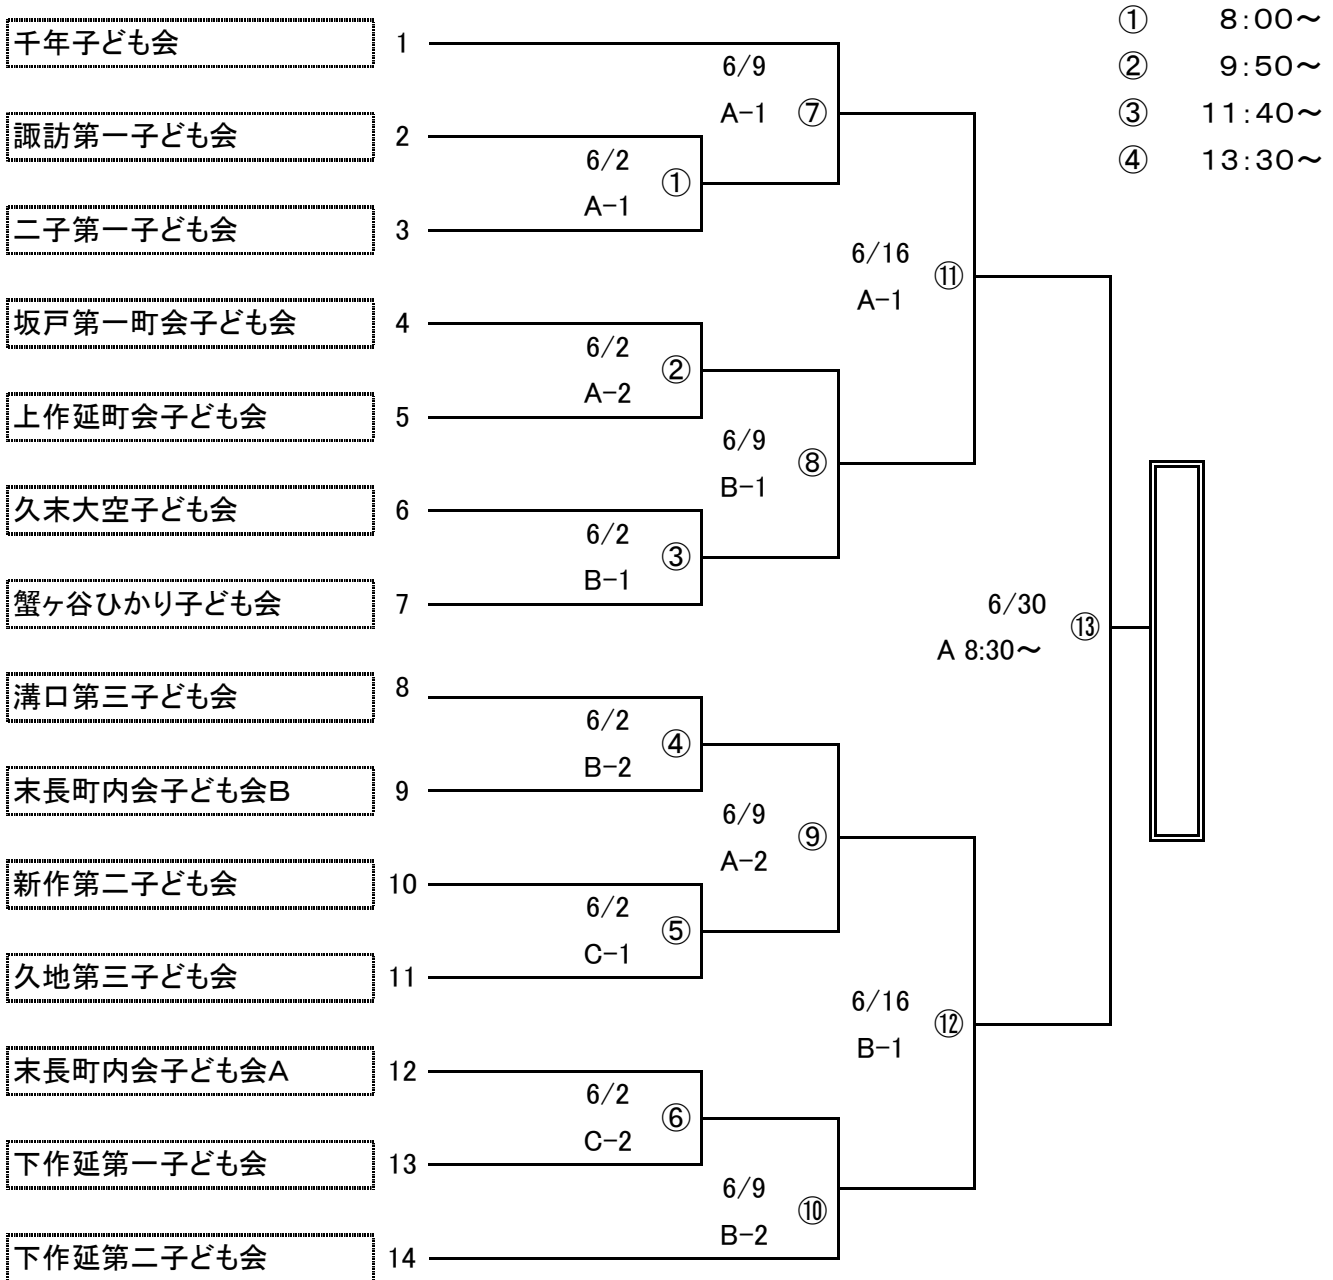 ① 8:00～
千年子ども会 1
6/9
② 9:50～
A-1 ⑦
③ 11:40～
諏訪第一子ども会 2
6/2
④ 13:30～
①
A-1
二子第一子ども会 3
6/16
⑪
A-1
坂戸第一町会子ども会 4
6/2
②
A-2
上作延町会子ども会 5
6/9
⑧
B-1
久末大空子ども会 6
6/2
③
B-1
蟹ヶ谷ひかり子ども会 7
6/30
⑬
A 8:30～
溝口第三子ども会 8
6/2
④
B-2
末長町内会子ども会B 9
6/9
⑨
A-2
新作第二子ども会 10
6/2
⑤
C-1
久地第三子ども会 11
6/16
⑫
B-1
末長町内会子ども会A 12
6/2
⑥
C-2
下作延第一子ども会 13
6/9
⑩
B-2
下作延第二子ども会 14